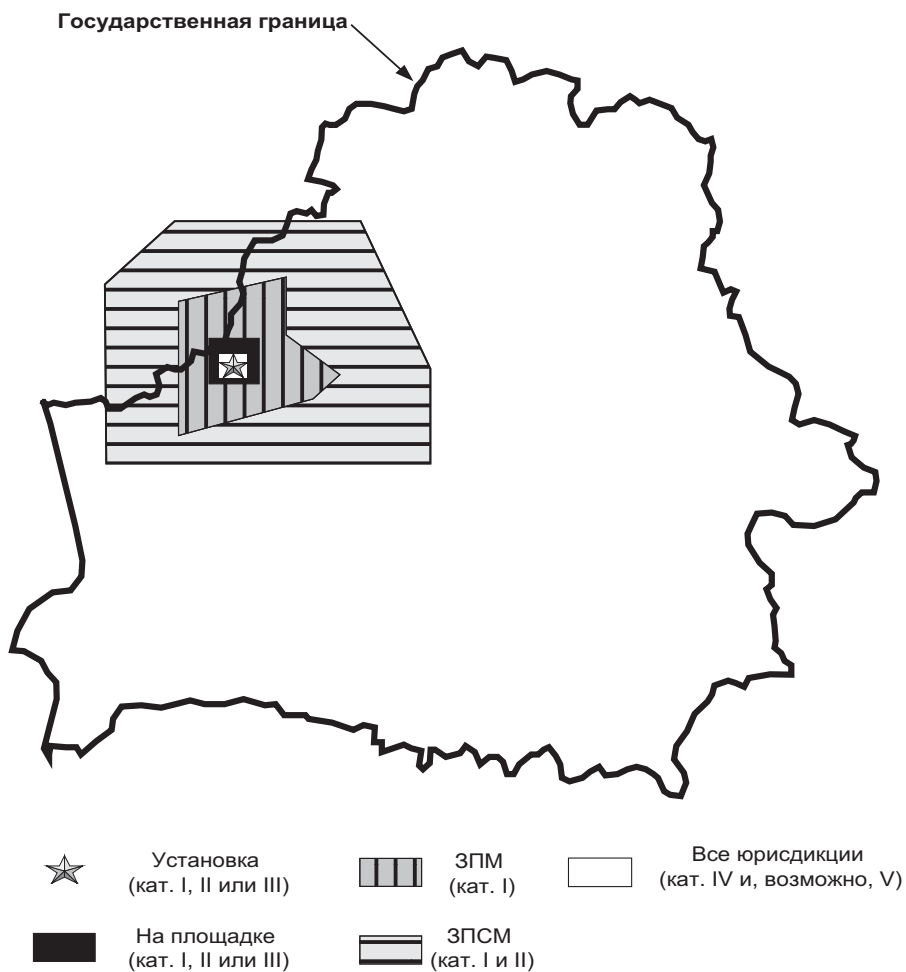 Государственная граница
Установка
(кат. I, II или III)
ЗПМ
(кат. I)
Все юрисдикции
(кат. IV и, возможно, V)
На площадке
(кат. I, II или III)
ЗПСМ
(кат. I и II)